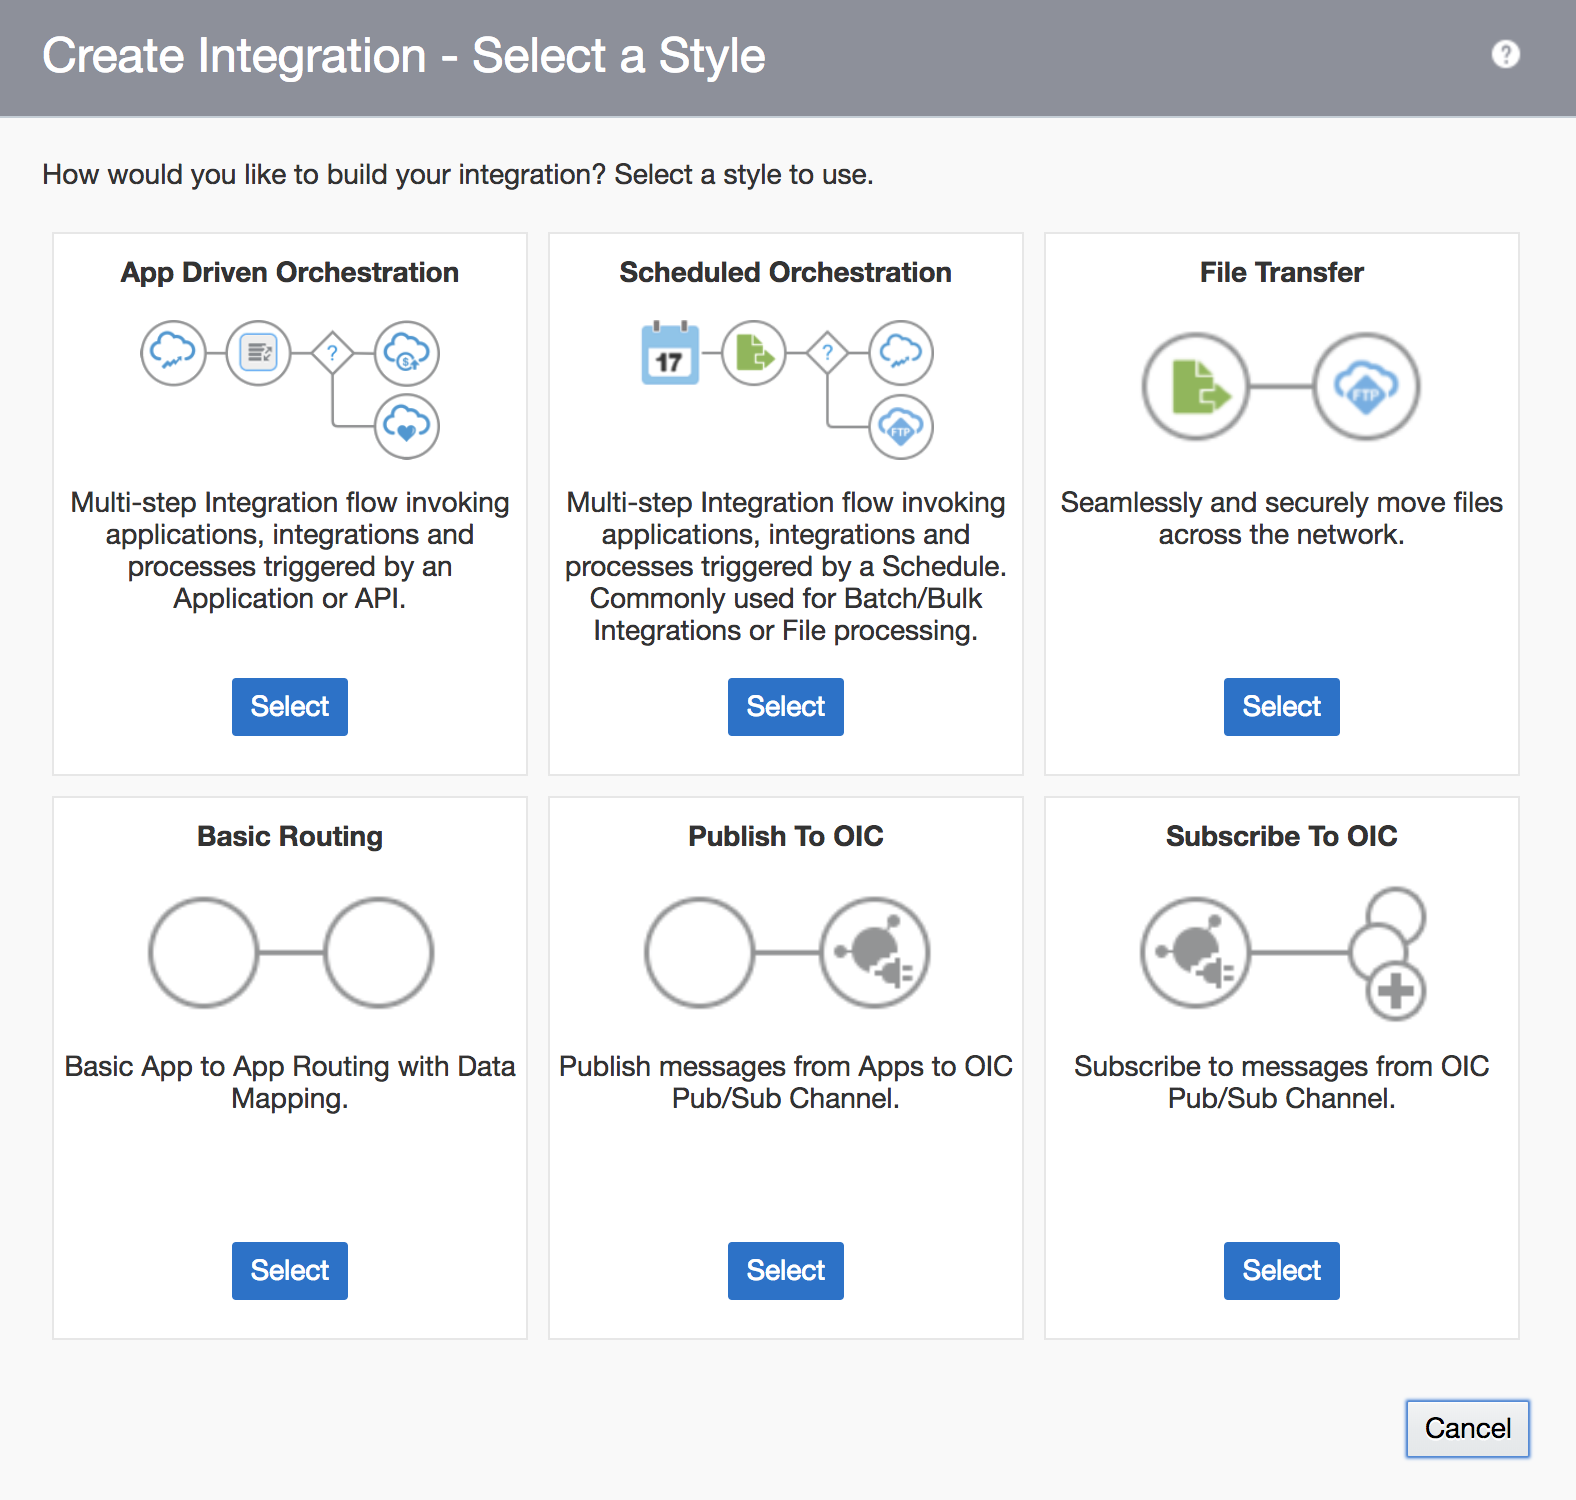 Create Integration - Select a Style
?
How would you like to build your integration? Select a style to use.
App Driven Orchestration
?
$
Multi-step Integration flow invoking
applications, integrations and
processes triggered by an
Application or API.
Select
Scheduled Orchestration
17
?
FTP
Multi-step Integration flow invoking
applications, integrations and
processes triggered by a Schedule.
Commonly used for Batch/Bulk
Integrations or File processing.
Select
File Transfer
FTP
Seamlessly and securely move files
across the network.
Select
Basic Routing
Basic App to App Routing with Data
Mapping.
Select
Publish To OIC
Publish messages from Apps to OIC
Pub/Sub Channel.
Select
Subscribe To OIC
Subscribe to messages from OIC
Pub/Sub Channel.
Select
Cancel